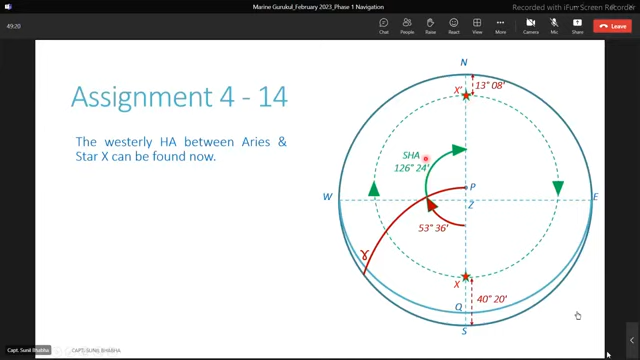 Marine Gurukul_February 2023_Phase 1 Navigation
Recorded with iFun Screen Recorder
49:20
Chat
People
Raise
React
View
More
Camera
Mic
Share
Leave
Assignment 4 - 14
The westerly HA between Aries &
Star X can be found now.
N
13° 08'
X'
SHA
126° 24'
P
W
Z
E
53° 36'
ϒ
X
40° 20'
Q
S
Capt. Sunil Bhabha
CAPT. SUNIL BHABHA